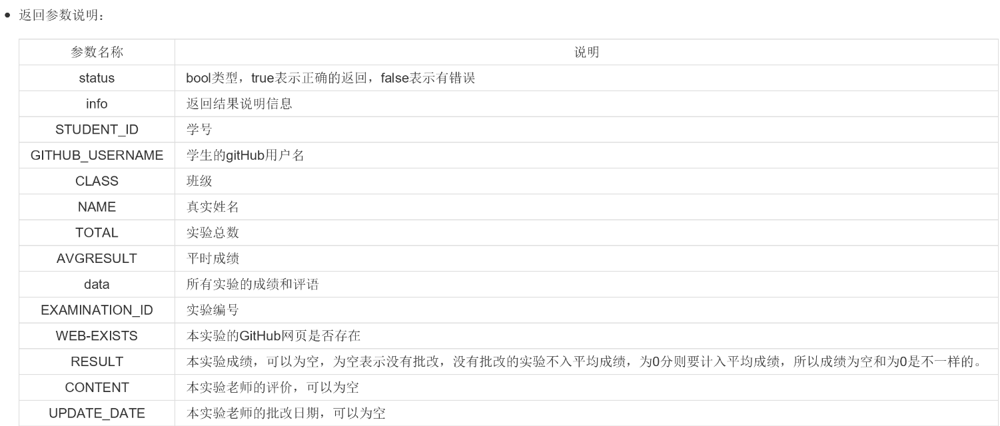 返回参数说明：
参数名称 说明
status bool类型，true表示正确的返回，false表示有错误
info 返回结果说明信息
STUDENT_ID 学号
GITHUB_USERNAME 学生的gitHub用户名
CLASS 班级
NAME 真实姓名
TOTAL 实验总数
AVGRESULT 平时成绩
data 所有实验的成绩和评语
EXAMINATION_ID 实验编号
WEB-EXISTS 本实验的GitHub网页是否存在
RESULT 本实验成绩，可以为空，为空表示没有批改，没有批改的实验不入平均成绩，为0分则要计入平均成绩，所以成绩为空和为0是不一样的。
CONTENT 本实验老师的评价，可以为空
UPDATE_DATE 本实验老师的批改日期，可以为空